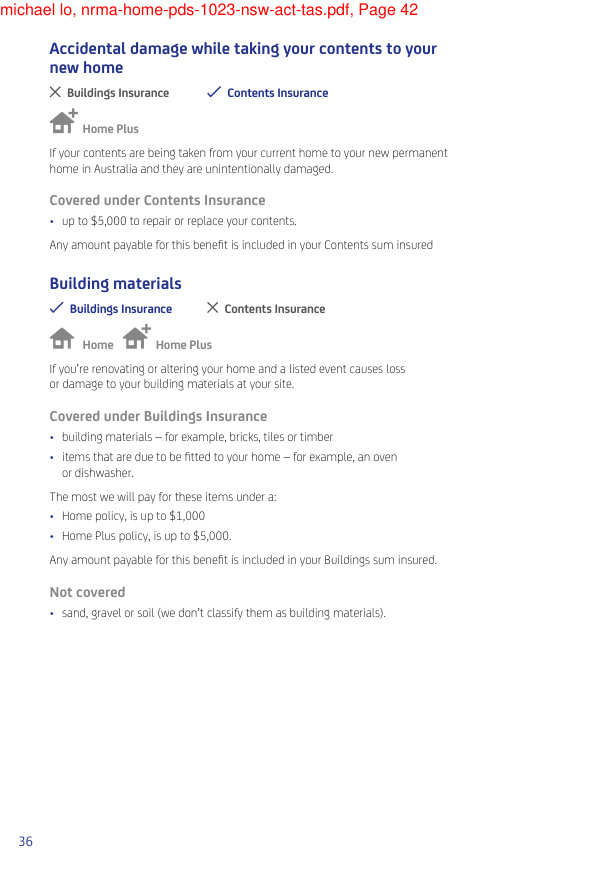 michael lo, nrma-home-pds-1023-nsw-act-tas.pdf, Page 42
Accidental damage while taking your contents to your
new home
Buildings Insurance Contents Insurance
Home Plus
If your contents are being taken from your current home to your new permanent
home in Australia and they are unintentionally damaged.
Covered under Contents Insurance
• up to $5,000 to repair or replace your contents.
Any amount payable for this benefit is included in your Contents sum insured
Building materials
Buildings Insurance Contents Insurance
Home Home Plus
If you're renovating or altering your home and a listed event causes loss
or damage to your building materials at your site.
Covered under Buildings Insurance
• building materials – for example, bricks, tiles or timber
• items that are due to be fitted to your home – for example, an oven
or dishwasher.
The most we will pay for these items under a:
• Home policy, is up to $1,000
• Home Plus policy, is up to $5,000.
Any amount payable for this benefit is included in your Buildings sum insured.
Not covered
• sand, gravel or soil (we don't classify them as building materials).
36